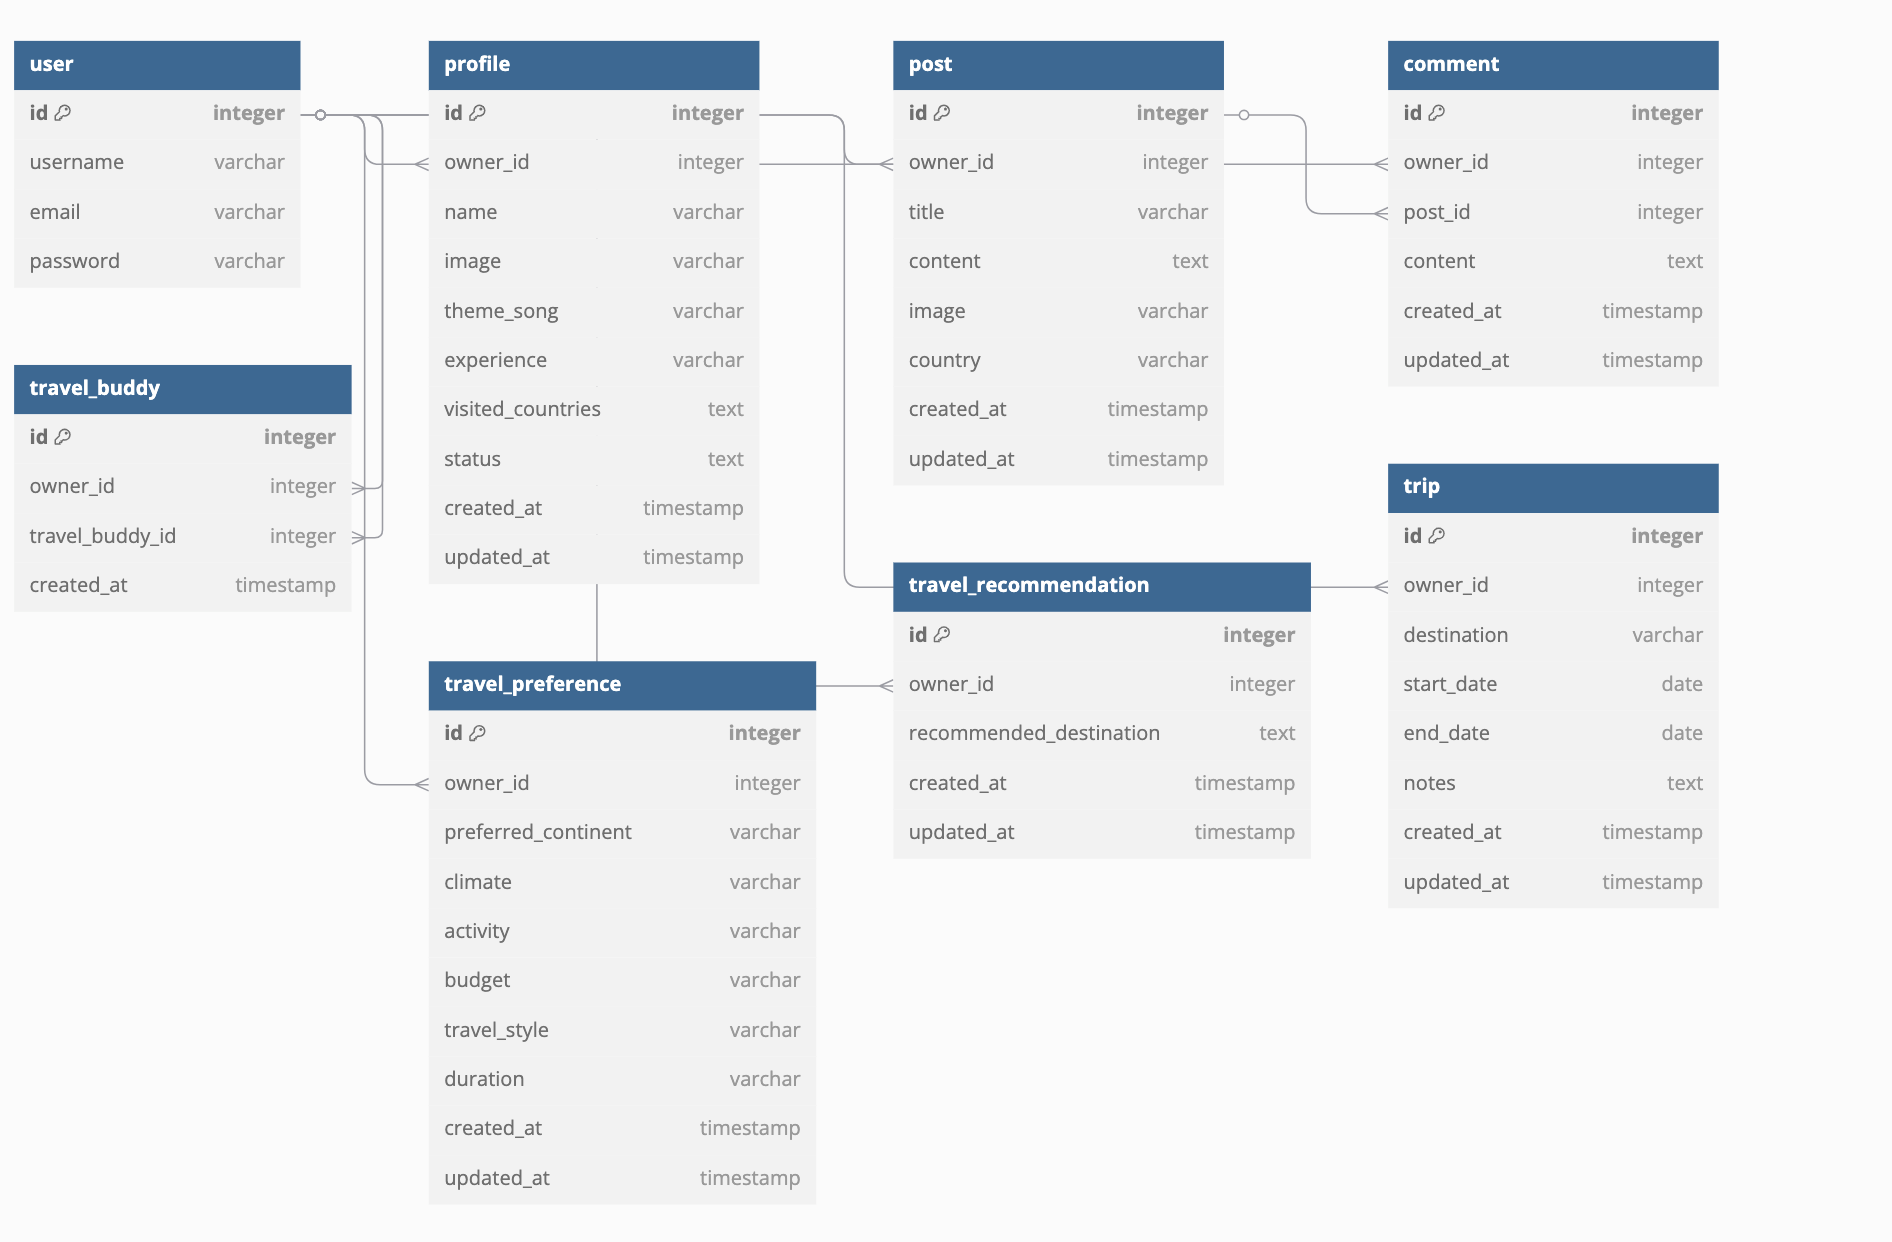 user
id integer
username varchar
email varchar
password varchar
travel_buddy
id integer
owner_id integer
travel_buddy_id integer
created_at timestamp
profile
id integer
owner_id integer
name varchar
image varchar
theme_song varchar
experience varchar
visited_countries text
status text
created_at timestamp
updated_at timestamp
travel_preference
id integer
owner_id integer
preferred_continent varchar
climate varchar
activity varchar
budget varchar
travel_style varchar
duration varchar
created_at timestamp
updated_at timestamp
post
id integer
owner_id integer
title varchar
content text
image varchar
country varchar
created_at timestamp
updated_at timestamp
travel_recommendation
id integer
owner_id integer
recommended_destination text
created_at timestamp
updated_at timestamp
comment
id integer
owner_id integer
post_id integer
content text
created_at timestamp
updated_at timestamp
trip
id integer
owner_id integer
destination varchar
start_date date
end_date date
notes text
created_at timestamp
updated_at timestamp